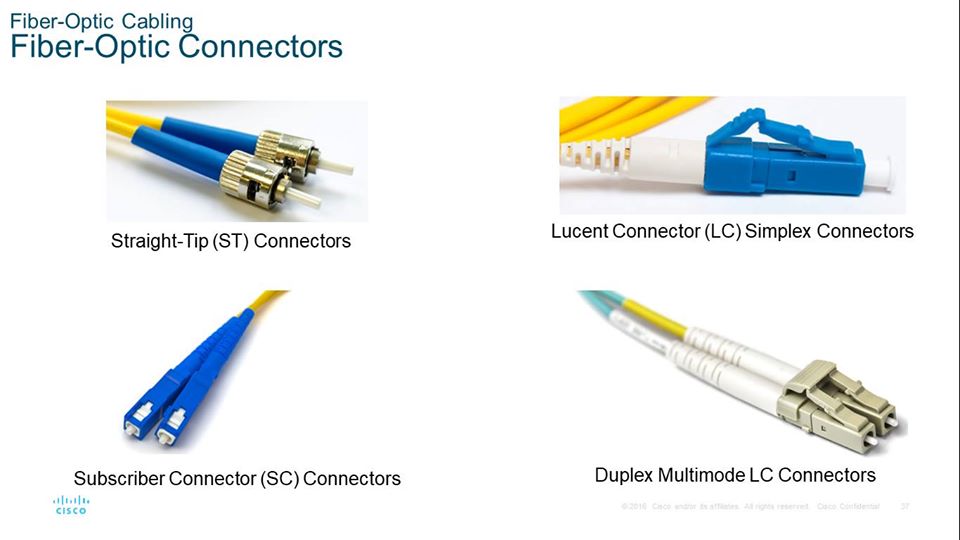 Fiber-Optic Cabling
Fiber-Optic Connectors
Straight-Tip (ST) Connectors
Lucent Connector (LC) Simplex Connectors
Subscriber Connector (SC) Connectors
Duplex Multimode LC Connectors
CISCO
© 2016 Cisco and/or its affiliates. All rights reserved. Cisco Confidential 37